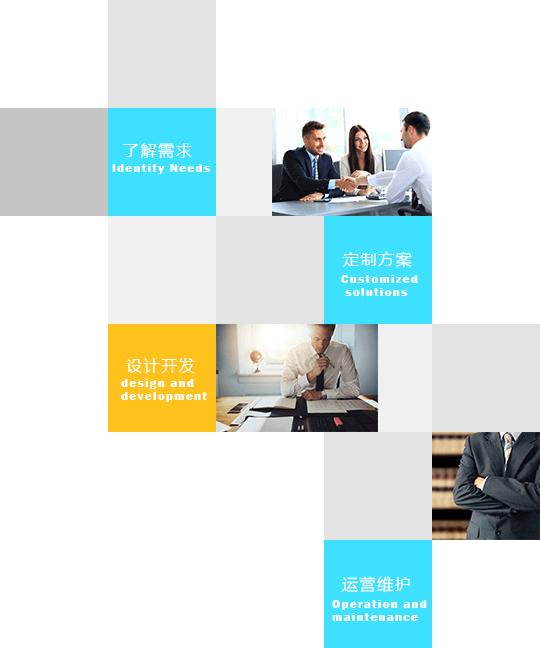 了解需求
Identify Needs
定制方案
Customized
solutions
设计开发
design and
development
运营维护
Operation and
maintenance